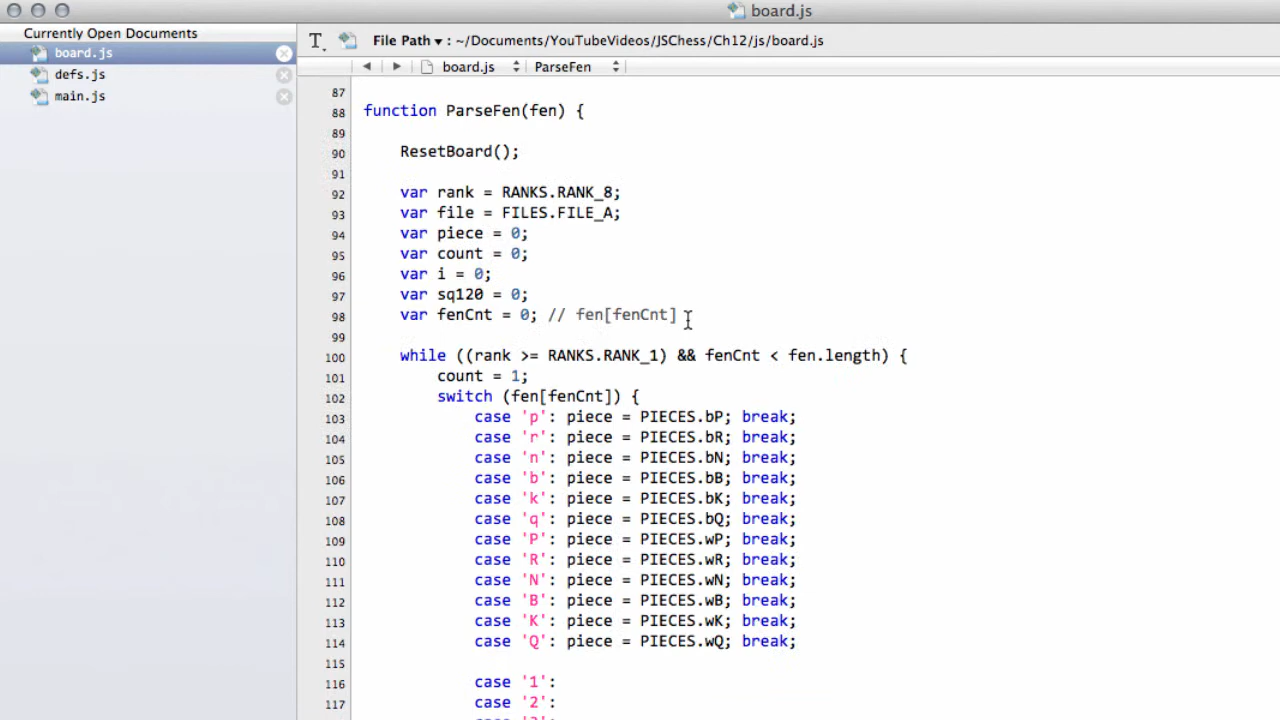 board.js
Currently Open Documents
board.js
defs.js
main.js
T. File Path ▾ : ~/Documents/YouTubeVideos/JSChess/Ch12/js/board.js
board.js ParseFen
87
88 function ParseFen(fen) {
89
90 ResetBoard();
91
92 var rank = RANKS.RANK_8;
93 var file = FILES.FILE_A;
94 var piece = 0;
95 var count = 0;
96 var i = 0;
97 var sq120 = 0;
98 var fenCnt = 0; // fen[fenCnt]
99
100 while ((rank >= RANKS.RANK_1) && fenCnt < fen.length) {
101 count = 1;
102 switch (fen[fenCnt]) {
103 case 'p': piece = PIECES.bP; break;
104 case 'r': piece = PIECES.bR; break;
105 case 'n': piece = PIECES.bN; break;
106 case 'b': piece = PIECES.bB; break;
107 case 'k': piece = PIECES.bK; break;
108 case 'q': piece = PIECES.bQ; break;
109 case 'P': piece = PIECES.wP; break;
110 case 'R': piece = PIECES.wR; break;
111 case 'N': piece = PIECES.wN; break;
112 case 'B': piece = PIECES.wB; break;
113 case 'K': piece = PIECES.wK; break;
114 case 'Q': piece = PIECES.wQ; break;
115
116 case '1':
117 case '2':